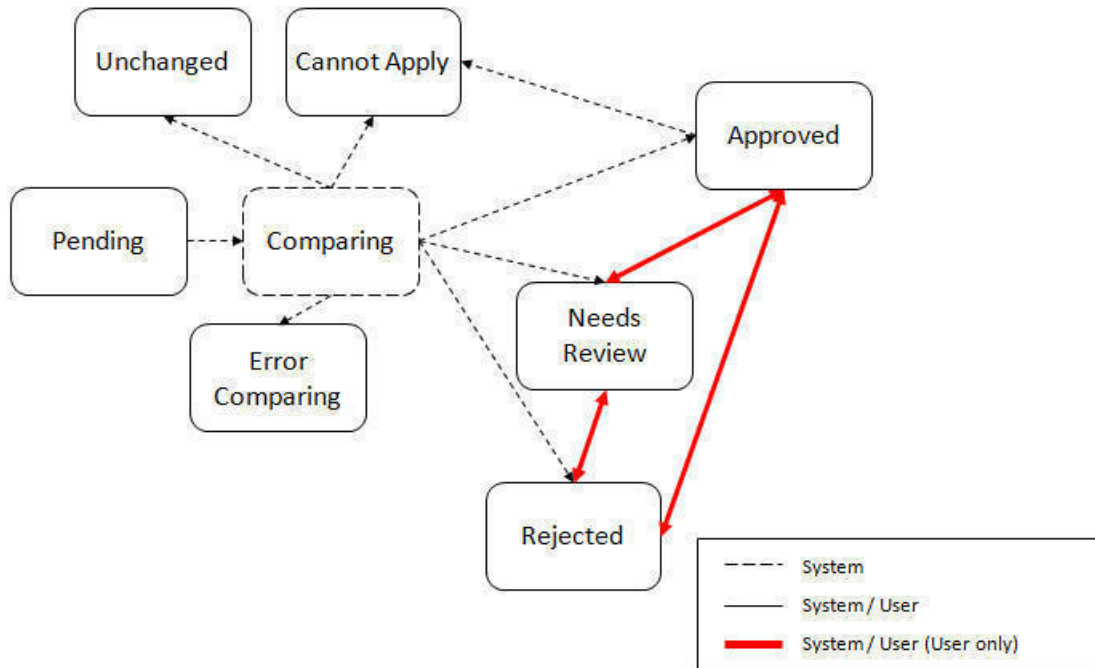 Unchanged
Cannot Apply
Approved
Pending
Comparing
Needs
Review
Error
Comparing
Rejected
System
System / User
System / User (User only)